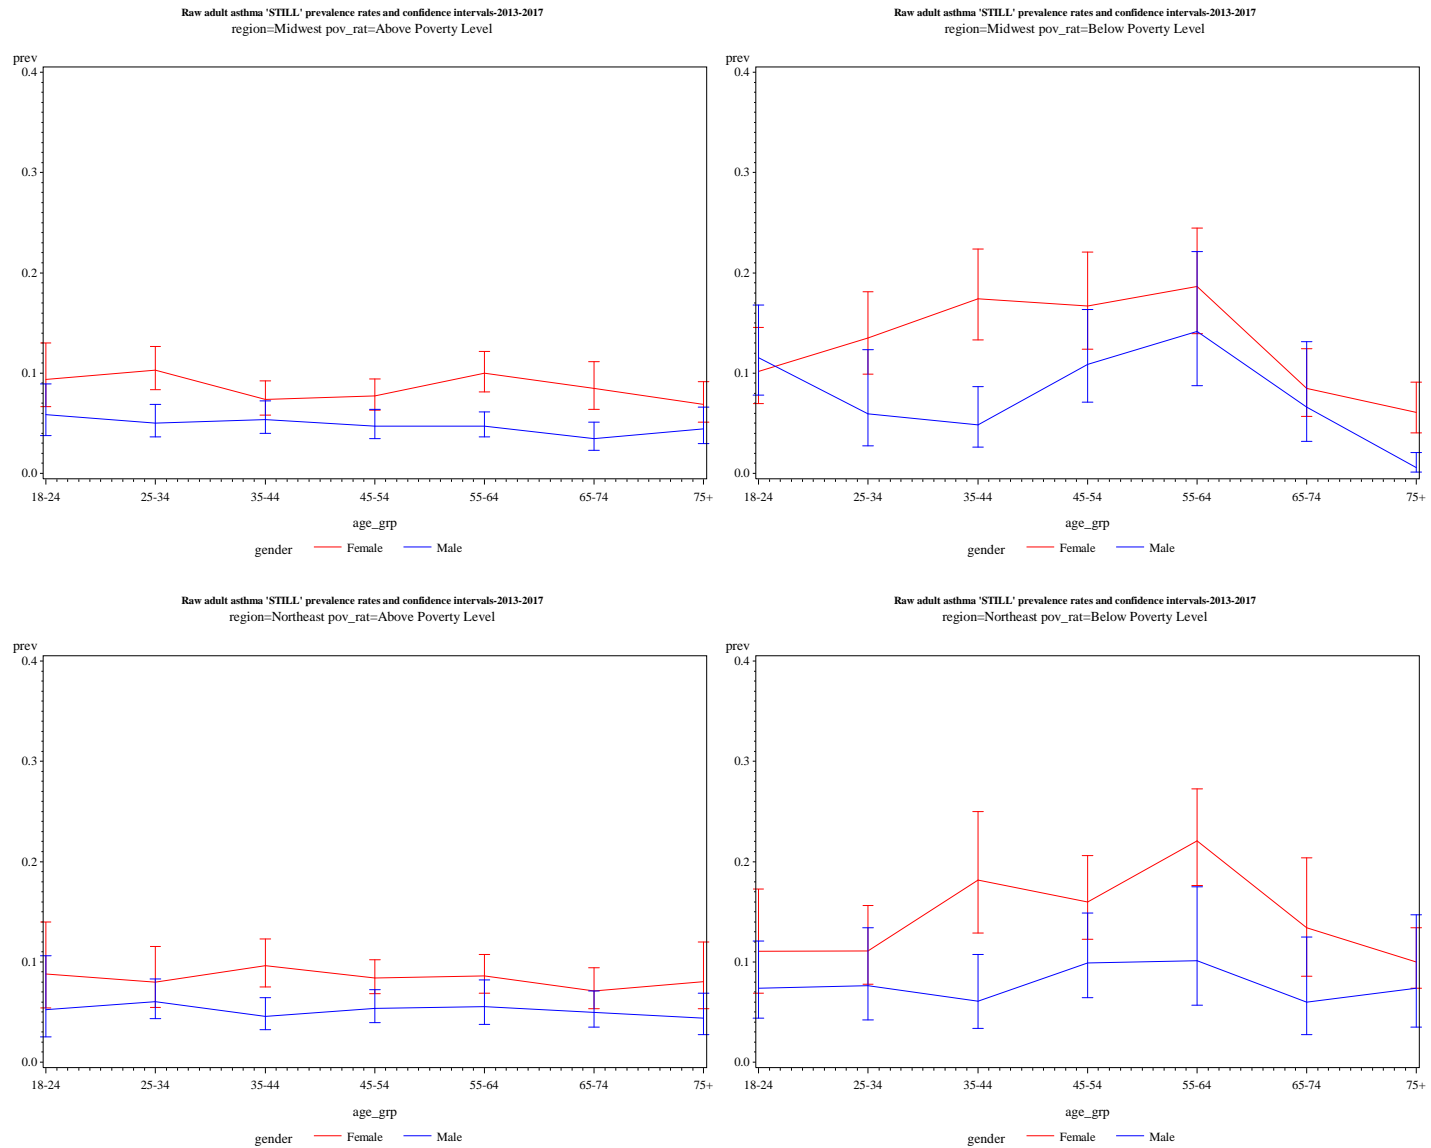 Raw adult asthma 'STILL' prevalence rates and confidence intervals-2013-2017
region=Midwest pov_rat=Above Poverty Level
prev
0.4
0.3
0.2
0.1
0.0
18-24 25-34 35-44 45-54 55-64 65-74 75+
age_grp
gender Female Male
Raw adult asthma 'STILL' prevalence rates and confidence intervals-2013-2017
region=Midwest pov_rat=Below Poverty Level
prev
0.4
0.3
0.2
0.1
0.0
18-24 25-34 35-44 45-54 55-64 65-74 75+
age_grp
gender Female Male
Raw adult asthma 'STILL' prevalence rates and confidence intervals-2013-2017
region=Northeast pov_rat=Above Poverty Level
prev
0.4
0.3
0.2
0.1
0.0
18-24 25-34 35-44 45-54 55-64 65-74 75+
age_grp
gender Female Male
Raw adult asthma 'STILL' prevalence rates and confidence intervals-2013-2017
region=Northeast pov_rat=Below Poverty Level
prev
0.4
0.3
0.2
0.1
0.0
18-24 25-34 35-44 45-54 55-64 65-74 75+
age_grp
gender Female Male